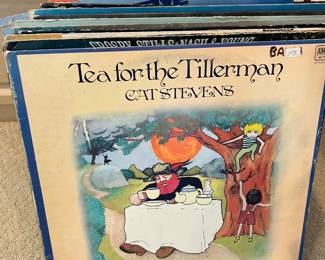 CROSBY, STILLS, NASH & YOUNG
BA
Tea for the Tillerman
CAT STEVENS